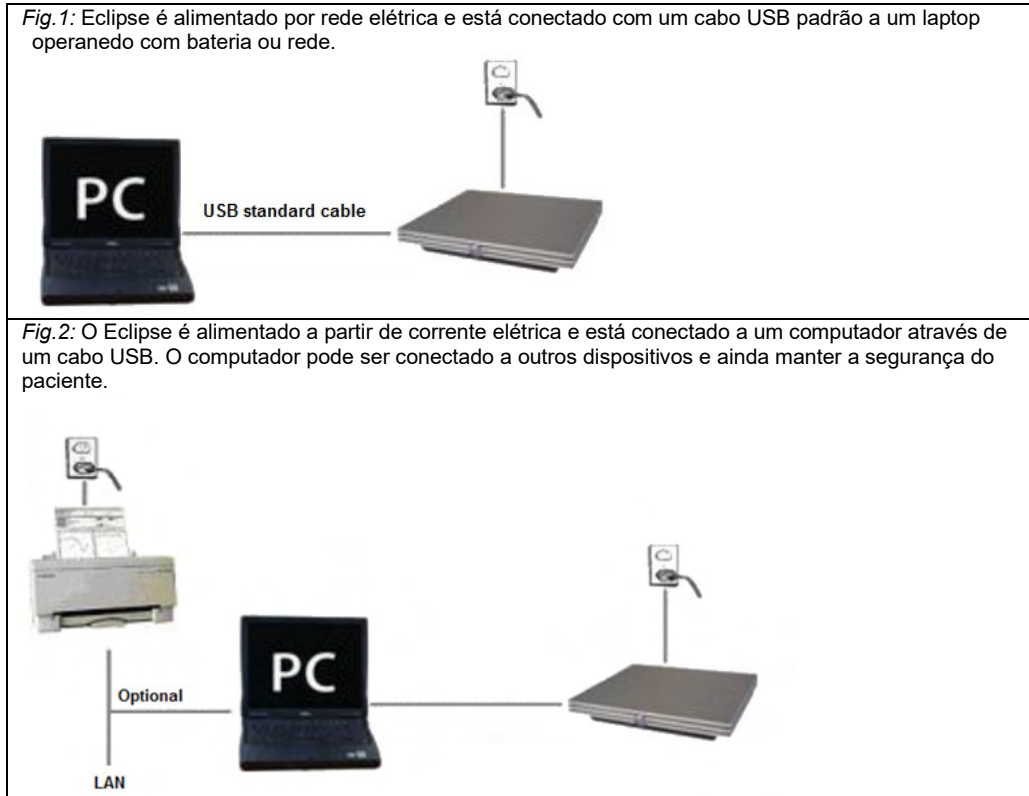 Fig.1: Eclipse é alimentado por rede elétrica e está conectado com um cabo USB padrão a um laptop
operanedo com bateria ou rede.
PC
USB standard cable
Fig.2: O Eclipse é alimentado a partir de corrente elétrica e está conectado a um computador através de
um cabo USB. O computador pode ser conectado a outros dispositivos e ainda manter a segurança do
paciente.
PC
Optional
LAN